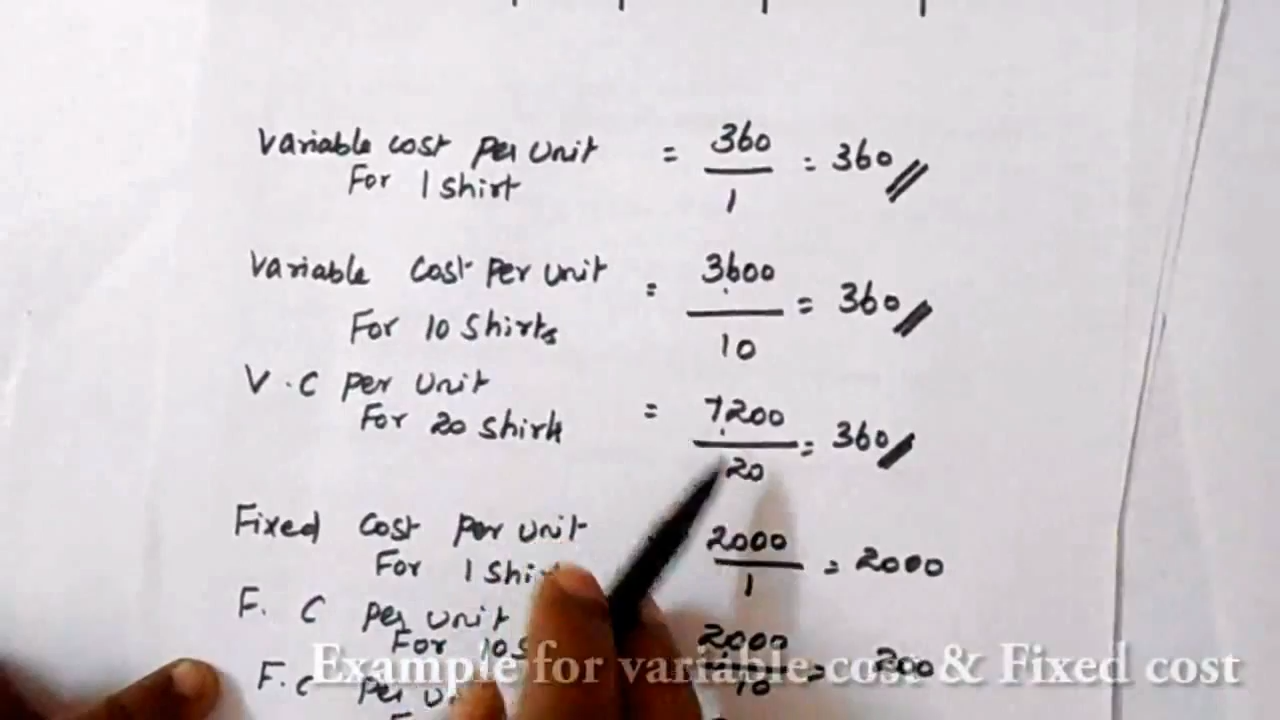 Variable cost per unit = 360/1 = 360
For 1 shirt
Variable cost per unit = 3600/10 = 360
For 10 Shirts
V.C per unit
For 20 Shirts = 7200/20 = 360
Fixed cost per unit 2000/1 = 2000
For 1 Shi
F. C per unit
For 10 S 2000/10 = 200
F.C per u
Example for variable cost & Fixed cost